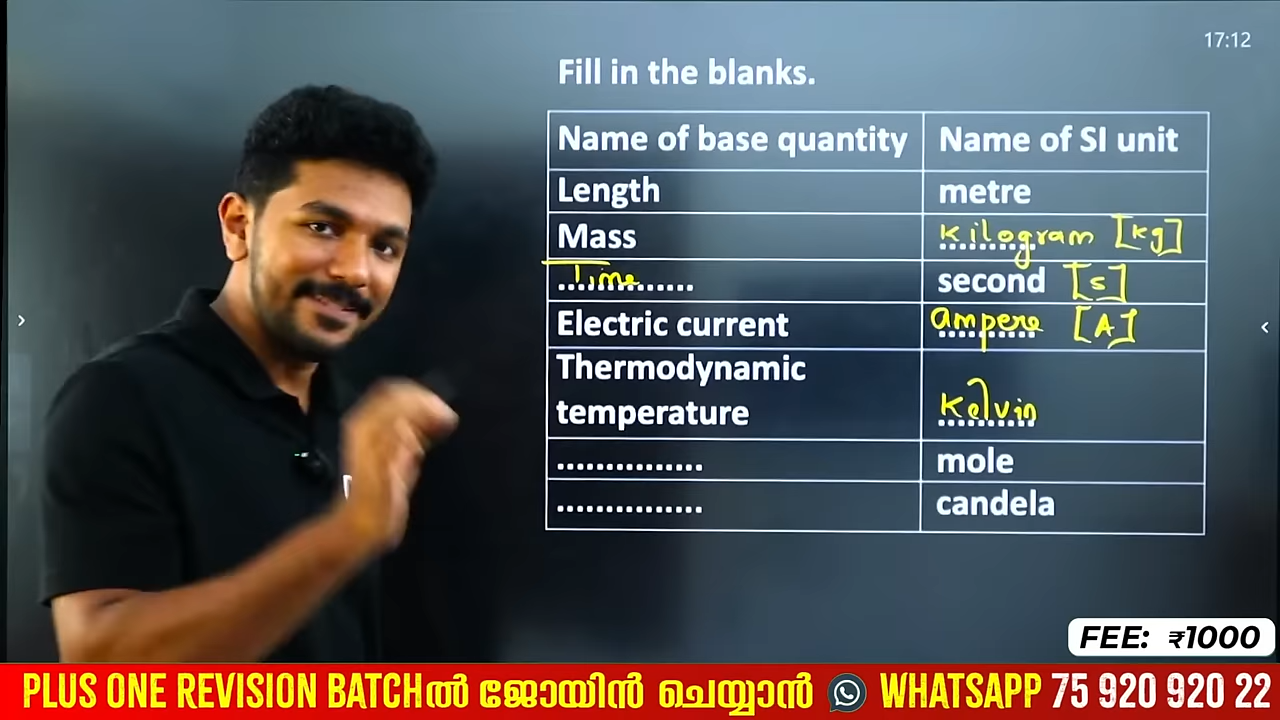 17:12
Fill in the blanks.
Name of base quantity Name of SI unit
Length metre
Mass Kilogram [kg]
Time second [s]
Electric current ampere [A]
Thermodynamic
temperature Kelvin
............... mole
............... candela
FEE: ₹1000
PLUS ONE REVISION BATCHൽ ജോയിൻ ചെയ്യാൻ WHATSAPP 75 920 920 22